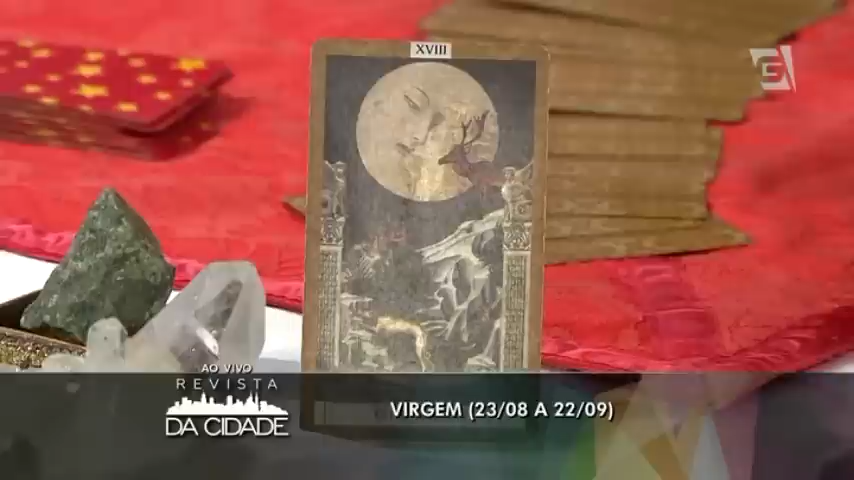 XVIII
AO VIVO
REVISTA
DA CIDADE
VIRGEM (23/08 A 22/09)